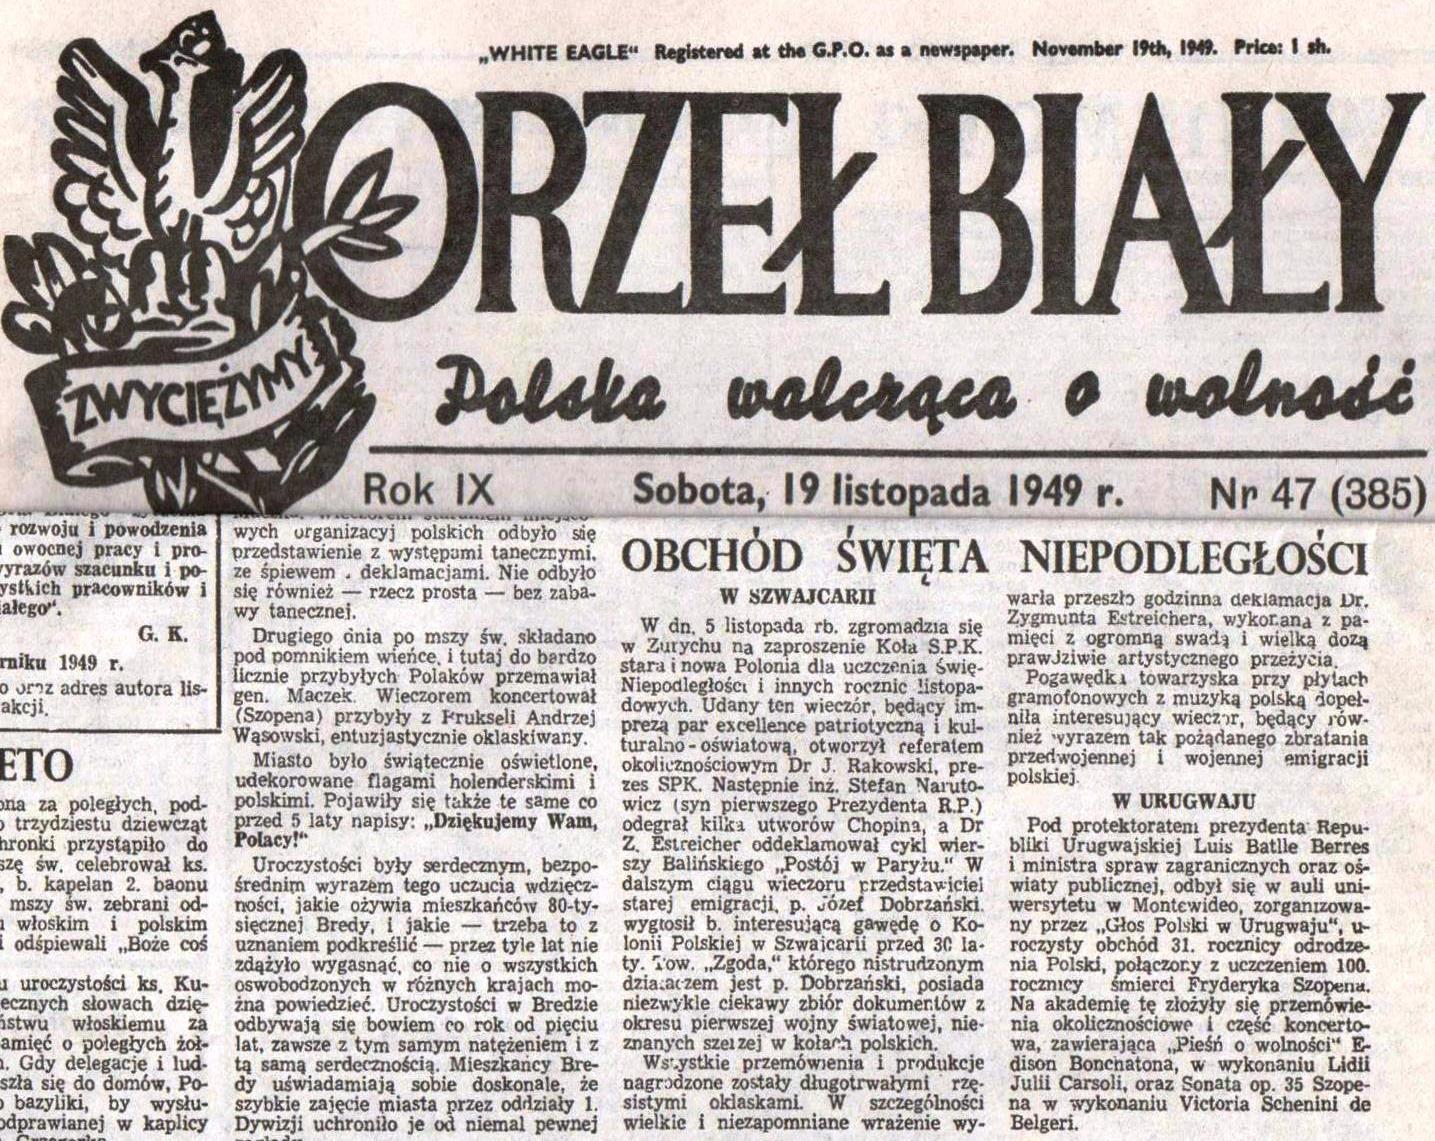 „WHITE EAGLE“ Registered at the G.P.O. as a newspaper. November 19th, 1949. Price: 1 sh.
ORZEŁ BIAŁY
ZWYCIĘŻYMY
Polska walcząca o wolność
Rok IX Sobota, 19 listopada 1949 r. Nr 47 (385)
rozwoju i powodzenia
owocnej pracy i pro-
wyrazów szacunku i po-
ystkich pracowników i
iałego“.
G. K.
rniku 1949 r.
o oraz adres autora lis-
akcji.
ETO
ona za poległych, pod-
o trzydziestu dziewcząt
hronki przystąpiło do
szę św. celebrował ks.
, b. kapelan 2. baonu
mszy św. zebrani od-
włoskim i polskim
i odśpiewali „Boże coś
u uroczystości ks. Ku-
ecznych słowach dzię-
ństwu włoskiemu za
amięć o poległych żoł-
. Gdy delegacje i lud-
szła się do domów, Po-
bazyliki, by wysłu-
odprawianej w kaplicy
wych organizacyj polskich odbyło się
przedstawienie z występami tanecznymi,
ze śpiewem . deklamacjami. Nie odbyło
się również — rzecz prosta — bez zaba-
wy tanecznej.
Drugiego dnia po mszy św. składano
pod pomnikiem wieńce, i tutaj do bardzo
licznie przybyłych Polaków przemawiał
gen. Maczek. Wieczorem koncertował
(Szopena) przybyły z Brukseli Andrzej
Wąsowski, entuzjastycznie oklaskiwany.
Miasto było świątecznie oświetlone,
udekorowane flagami holenderskimi i
polskimi. Pojawiły się także te same co
przed 5 laty napisy: „Dziękujemy Wam,
Polacy!“
Uroczystości były serdecznym, bezpo-
średnim wyrazem tego uczucia wdzięcz-
ności, jakie ożywia mieszkańców 80-ty-
sięcznej Bredy, i jakie — trzeba to z
uznaniem podkreślić — przez tyle lat nie
zdążyło wygasnąć, co nie o wszystkich
oswobodzonych w różnych krajach mo-
żna powiedzieć. Uroczystości w Bredzie
odbywają się bowiem co rok od pięciu
lat, zawsze z tym samym natężeniem i z
tą samą serdecznością. Mieszkańcy Bre-
dy uświadamiają sobie doskonale, że
szybkie zajęcie miasta przez oddziały 1.
Dywizji uchroniło je od niemal pewnej
OBCHÓD ŚWIĘTA NIEPODLEGŁOŚCI
W SZWAJCARII
W dn. 5 listopada rb. zgromadzia się
w Zurychu na zaproszenie Koła S.P.K.
stara i nowa Polonia dla uczczenia Świę-
Niepodległości i innych rocznic listopa-
dowych. Udany ten wieczór, będący im-
prezą par excellence patriotyczną i kul-
turalno-oświatową, otworzył referatem
okolicznościowym Dr J. Rakowski, pre-
zes SPK. Następnie inż. Stefan Naruto-
wicz (syn pierwszego Prezydenta R.P.)
odegrał kilka utworów Chopina, a Dr
Z. Estreicher oddeklamował cykl wier-
szy Balińskiego „Postój w Paryżu.“ W
dalszym ciągu wieczoru przedstawiciel
starej emigracji, p. Józef Dobrzański.
wygłosił b. interesującą gawędę o Ko-
lonii Polskiej w Szwajcarii przed 30 la-
ty. Tow. „Zgoda,“ którego nistrudzonym
działaczem jest p. Dobrzański, posiada
niezwykle ciekawy zbiór dokumentów z
okresu pierwszej wojny światowej, nie-
znanych szerzej w kołach polskich.
Wszystkie przemówienia i produkcje
nagrodzone zostały długotrwałymi rzę-
sistymi oklaskami. W szczególności
wielkie i niezapomniane wrażenie wy-
warła przeszło godzinna deklamacja Dr.
Zygmunta Estreichera, wykonana z pa-
mięci z ogromną swadą i wielką dozą
prawdziwie artystycznego przeżycia.
Pogawędka towarzyska przy płytach
gramofonowych z muzyką polską dopeł-
niła interesujący wieczór, będący rów-
nież wyrazem tak pożądanego zbratania
przedwojennej i wojennej emigracji
polskiej.
W URUGWAJU
Pod protektoratem prezydenta Repu-
bliki Urugwajskiej Luis Batlle Berres
i ministra spraw zagranicznych oraz oś-
wiaty publicznej, odbył się w auli uni-
wersytetu w Montewideo, zorganizowa-
ny przez „Głos Polski w Urugwaju“, u-
roczysty obchód 31. rocznicy odrodze-
nia Polski, połączony z uczczeniem 100.
rocznicy śmierci Fryderyka Szopena.
Na akademię tę złożyły się przemówie-
nia okolicznościowe i część koncerto-
wa, zawierająca „Pieśń o wolności“ E-
dison Bonchatona, w wykonaniu Lidii
Julii Carsoli, oraz Sonata op. 35 Szope-
na w wykonaniu Victoria Schenini de
Belgeri.